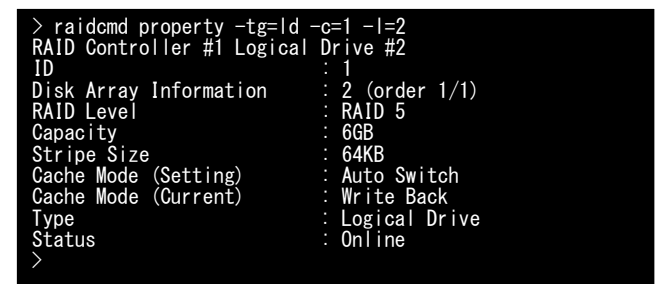 > raidcmd property -tg=ld -c=1 -l=2
RAID Controller #1 Logical Drive #2
ID : 1
Disk Array Information : 2 (order 1/1)
RAID Level : RAID 5
Capacity : 6GB
Stripe Size : 64KB
Cache Mode (Setting) : Auto Switch
Cache Mode (Current) : Write Back
Type : Logical Drive
Status : Online
>